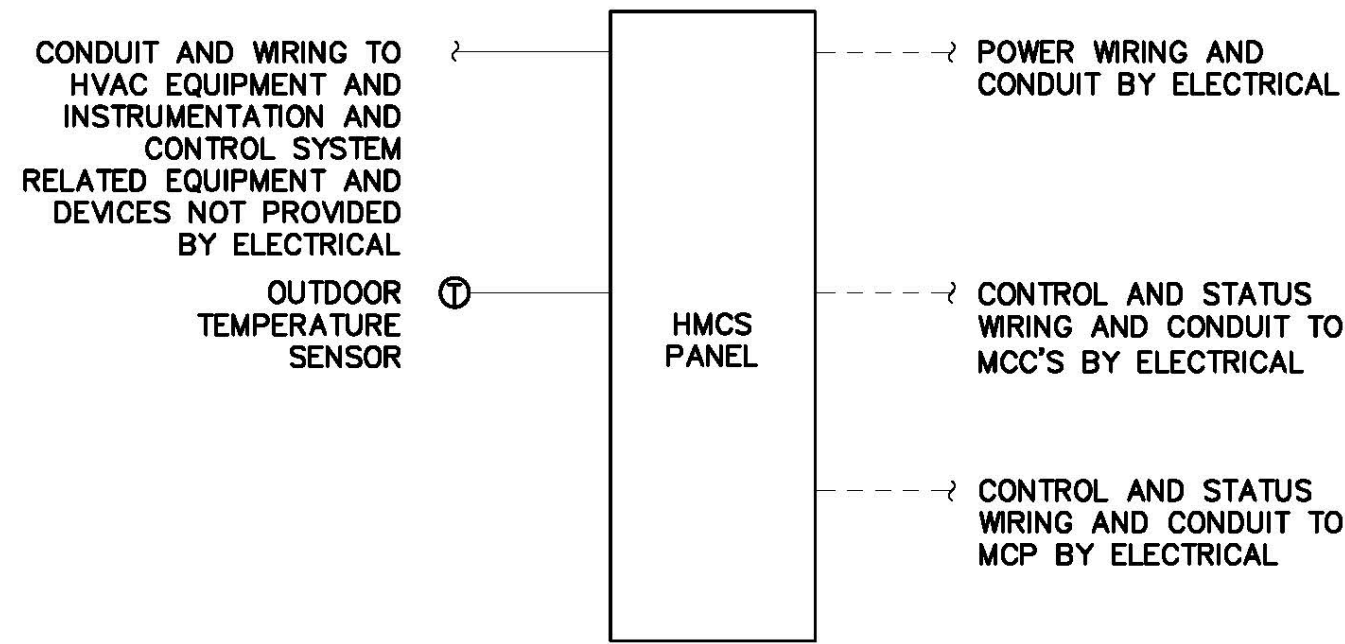 CONDUIT AND WIRING TO
HVAC EQUIPMENT AND
INSTRUMENTATION AND
CONTROL SYSTEM
RELATED EQUIPMENT AND
DEVICES NOT PROVIDED
BY ELECTRICAL
OUTDOOR
TEMPERATURE
SENSOR
T
HMCS
PANEL
POWER WIRING AND
CONDUIT BY ELECTRICAL
CONTROL AND STATUS
WIRING AND CONDUIT TO
MCC'S BY ELECTRICAL
CONTROL AND STATUS
WIRING AND CONDUIT TO
MCP BY ELECTRICAL